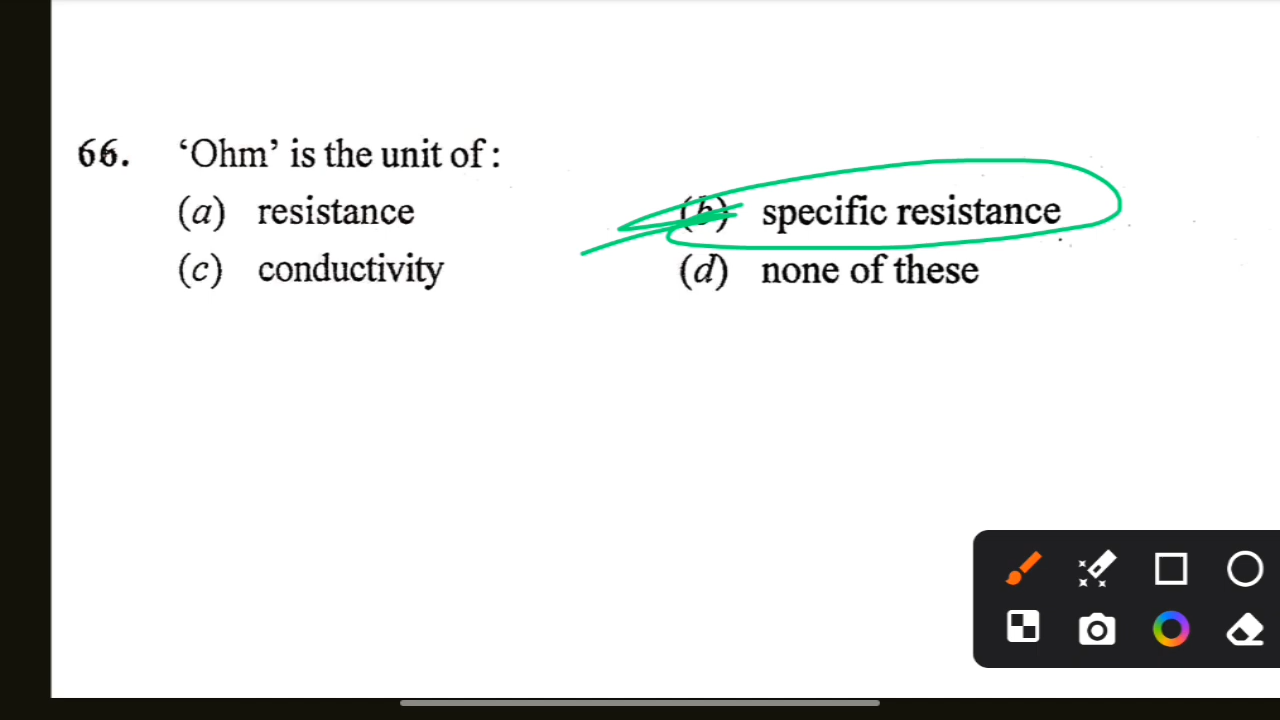 66. ‘Ohm’ is the unit of :
(a) resistance (b) specific resistance
(c) conductivity (d) none of these